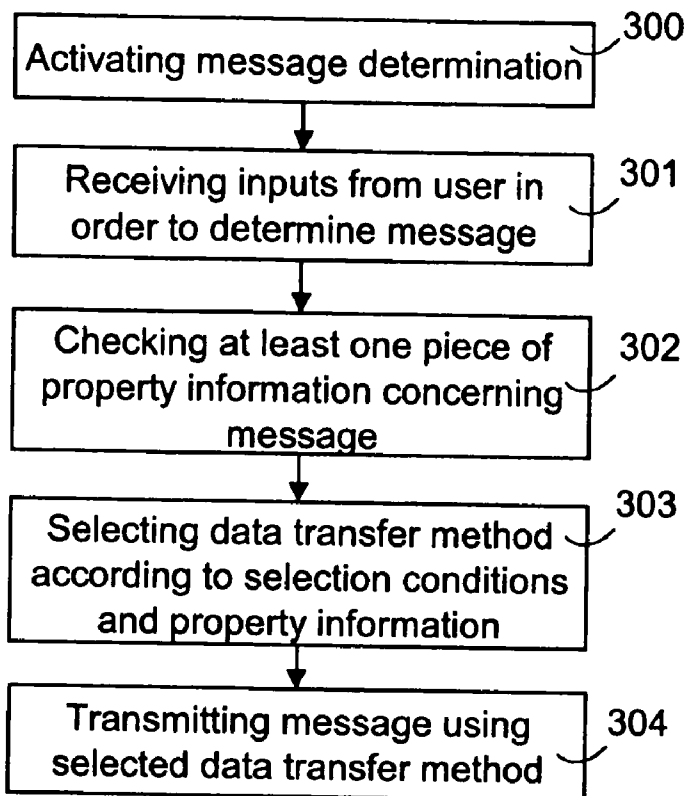 300
Activating message determination
301
Receiving inputs from user in
order to determine message
302
Checking at least one piece of
property information concerning
message
303
Selecting data transfer method
according to selection conditions
and property information
304
Transmitting message using
selected data transfer method